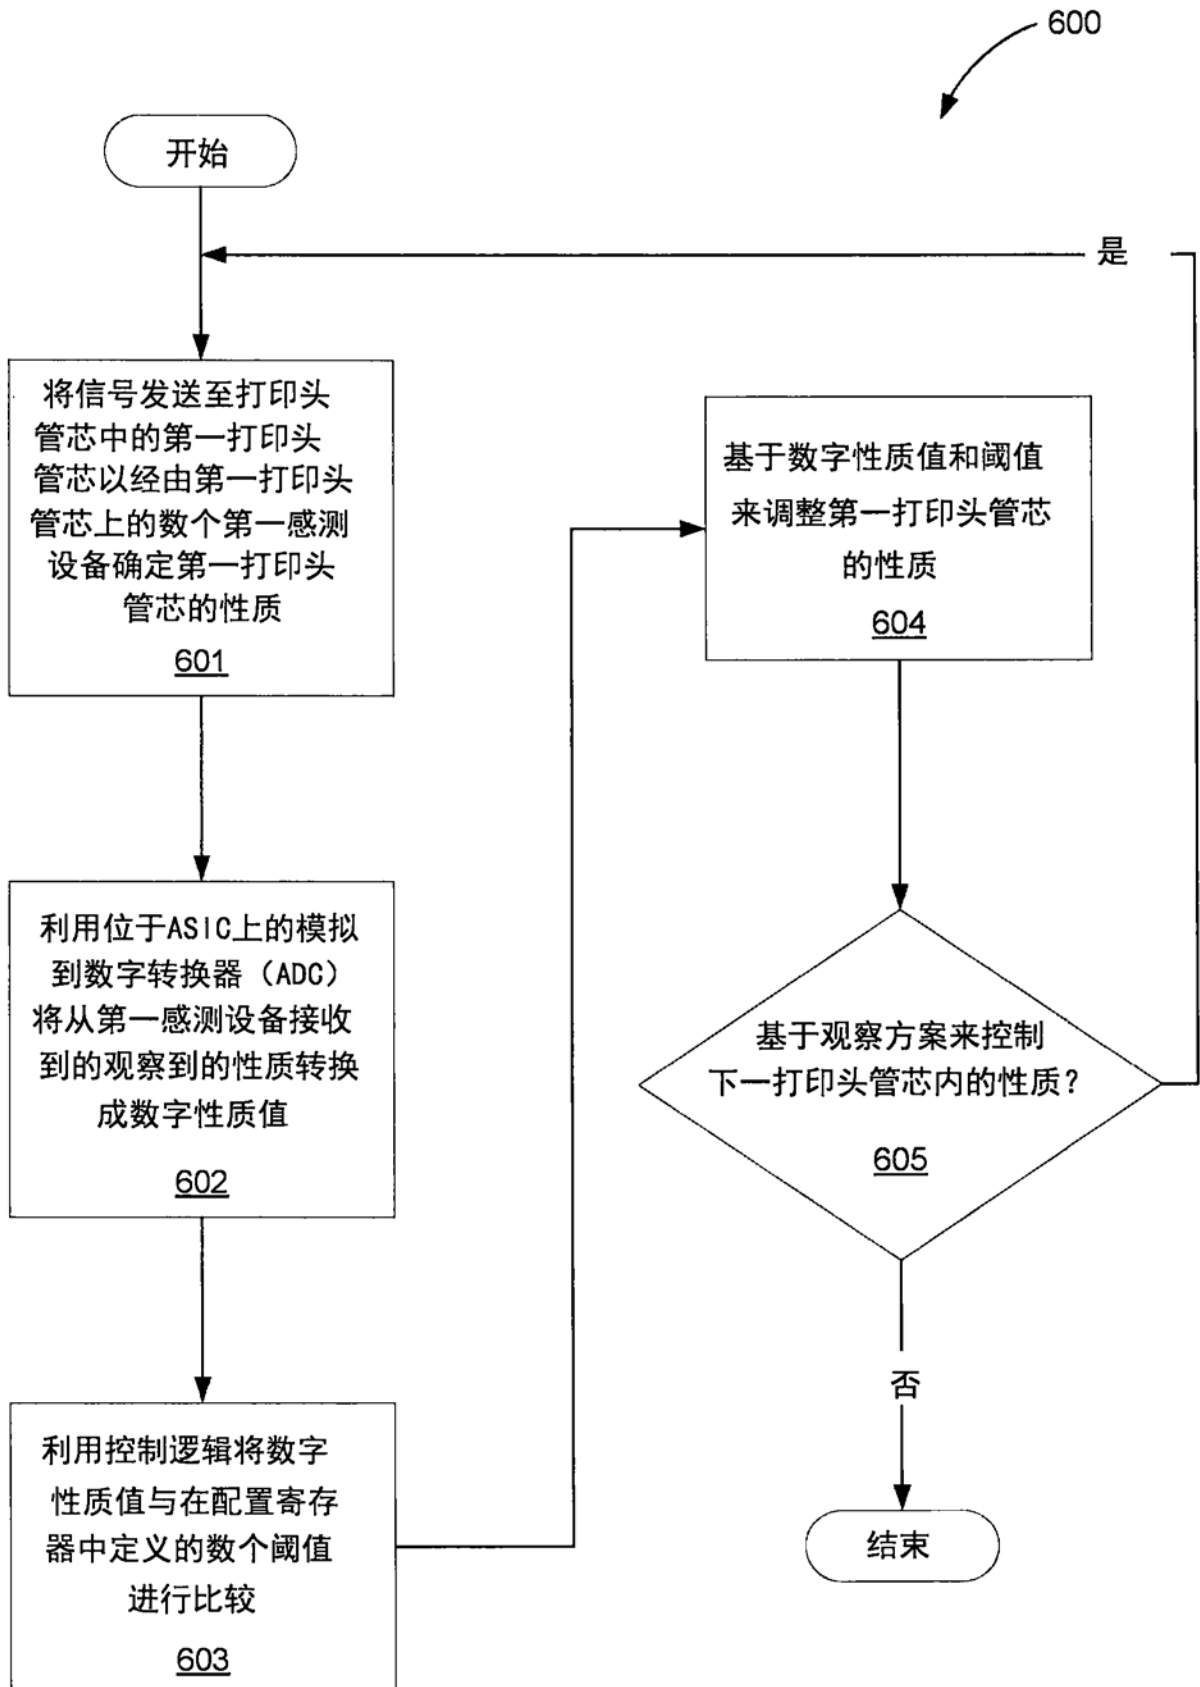 600
开始
是
将信号发送至打印头
管芯中的第一打印头
管芯以经由第一打印头
管芯上的数个第一感测
设备确定第一打印头
管芯的性质
601
利用位于ASIC上的模拟
到数字转换器（ADC）
将从第一感测设备接收
到的观察到的性质转换
成数字性质值
602
利用控制逻辑将数字
性质值与在配置寄存
器中定义的数个阈值
进行比较
603
基于数字性质值和阈值
来调整第一打印头管芯
的性质
604
基于观察方案来控制
下一打印头管芯内的性质？
605
否
结束